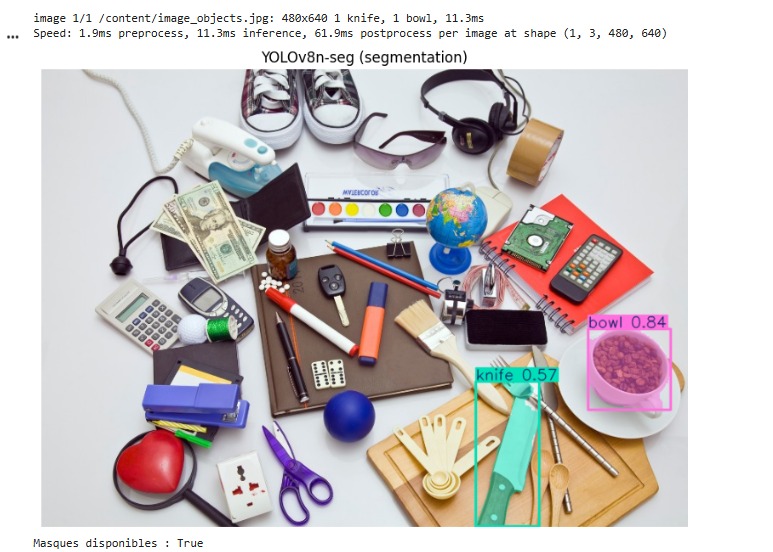 image 1/1 /content/image_objects.jpg: 480x640 1 knife, 1 bowl, 11.3ms
... Speed: 1.9ms preprocess, 11.3ms inference, 61.9ms postprocess per image at shape (1, 3, 480, 640)
YOLOv8n-seg (segmentation)
WATERCOLOR
bowl 0.84
knife 0.57
Masques disponibles : True